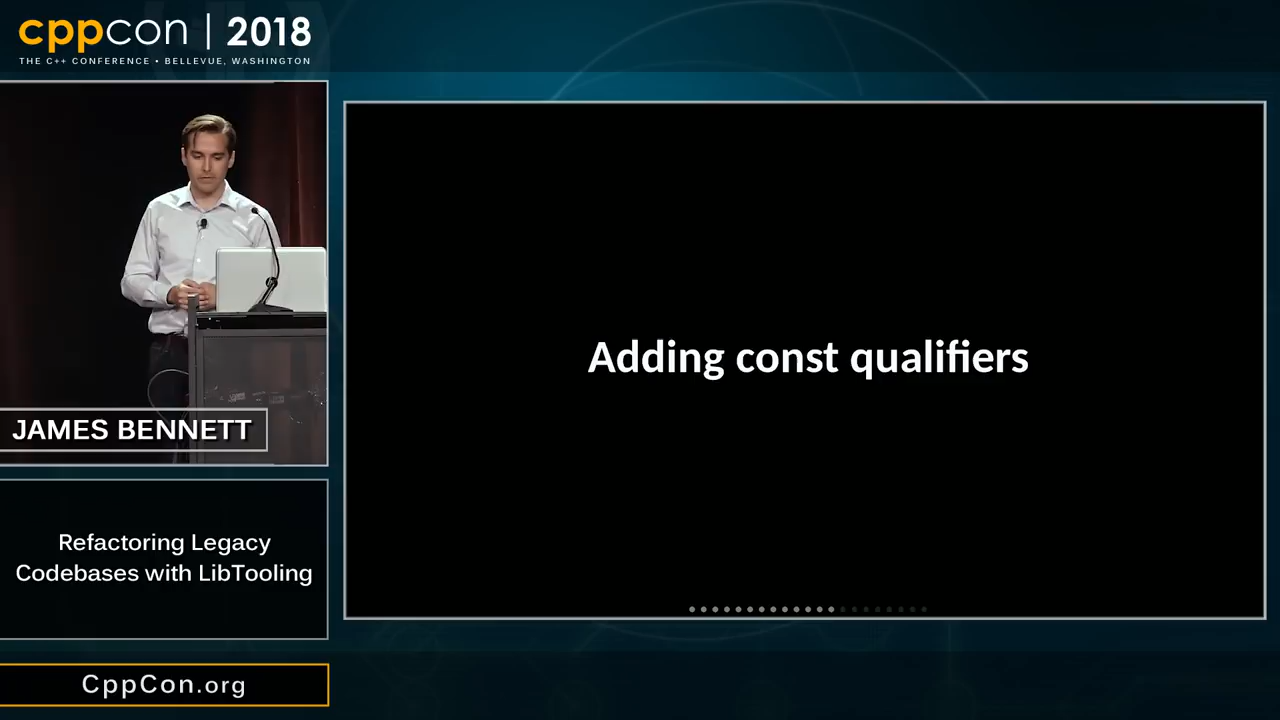 cppcon | 2018
THE C++ CONFERENCE • BELLEVUE, WASHINGTON
JAMES BENNETT
Refactoring Legacy
Codebases with LibTooling
CppCon.org
Adding const qualifiers